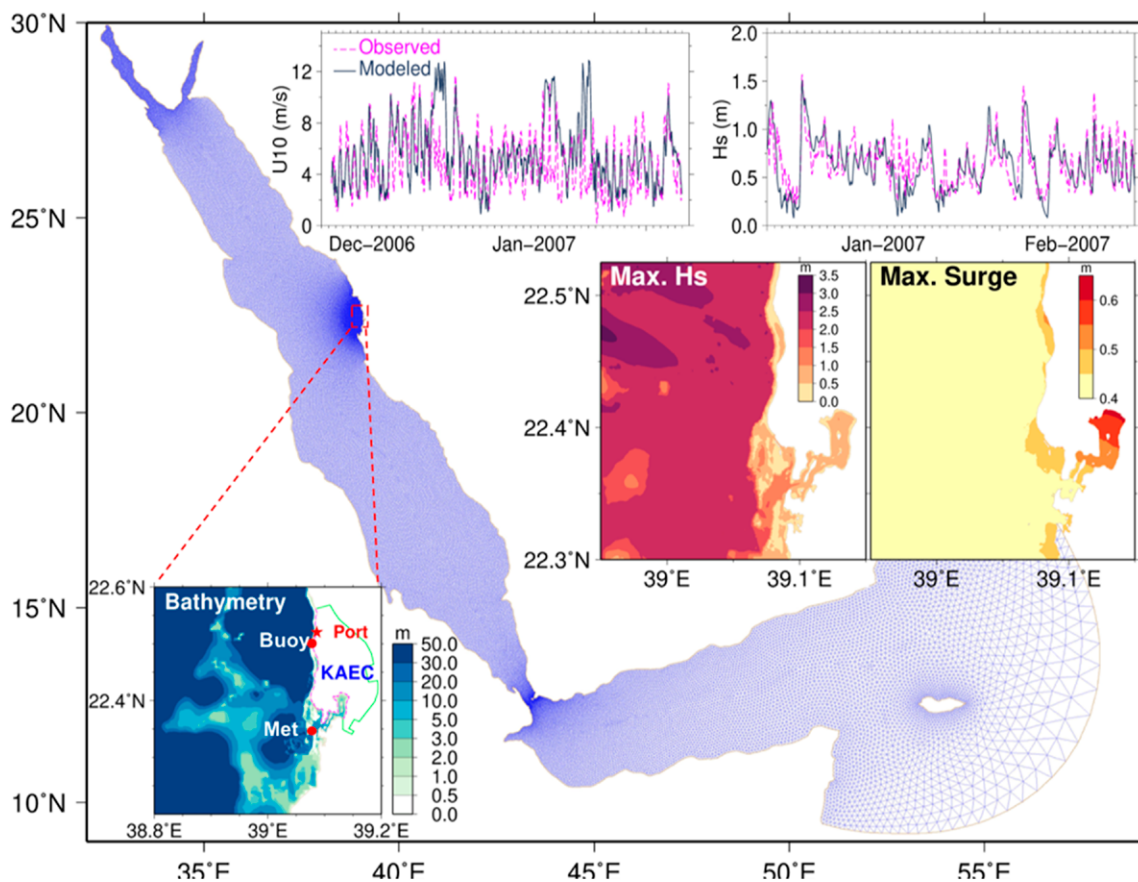 30°N
25°N
20°N
15°N
10°N
35°E
40°E
45°E
50°E
55°E
Observed
Modeled
U10 (m/s)
12
8
4
0
Dec-2006
Jan-2007
Hs (m)
2.0
1.5
1.0
0.5
0.0
Jan-2007
Feb-2007
Max. Hs
m
3.5
3.0
2.5
2.0
1.5
1.0
0.5
0.0
22.5°N
22.4°N
22.3°N
39°E
39.1°E
Max. Surge
m
0.6
0.5
0.4
39°E
39.1°E
Bathymetry
Buoy
Port
KAEC
Met
22.6°N
22.4°N
38.8°E
39°E
39.2°E
m
50.0
30.0
20.0
10.0
5.0
3.0
2.0
1.0
0.5
0.0